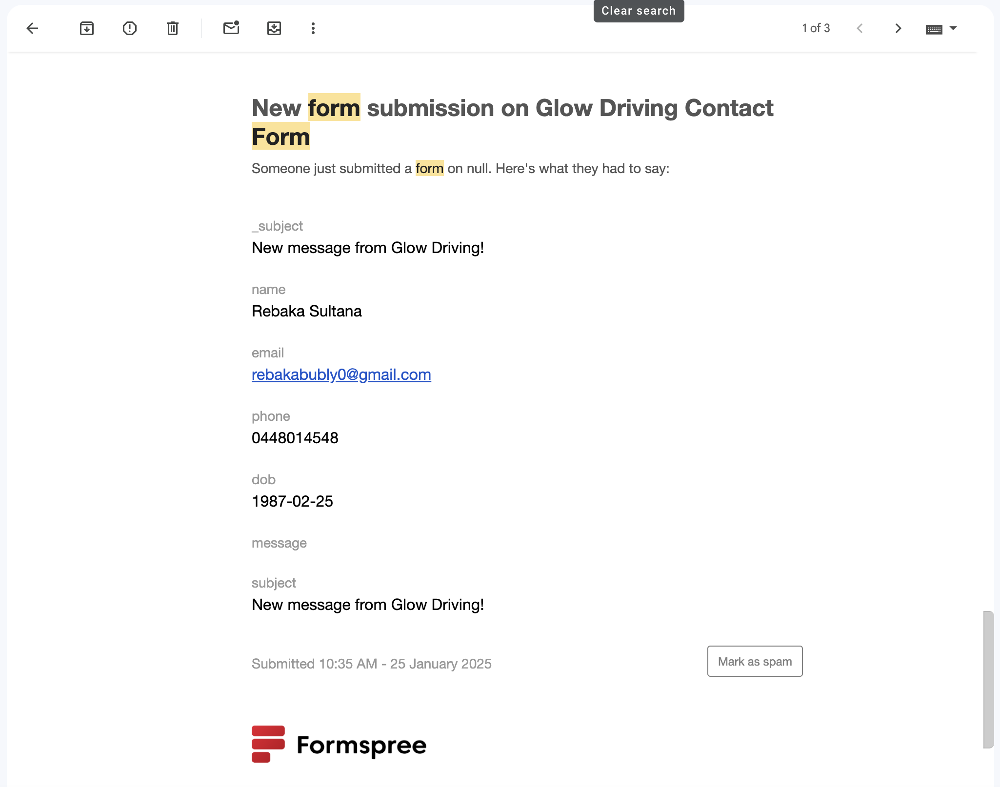 Clear search
1 of 3
New form submission on Glow Driving Contact
Form
Someone just submitted a form on null. Here's what they had to say:
_subject
New message from Glow Driving!
name
Rebaka Sultana
email
rebakabubly0@gmail.com
phone
0448014548
dob
1987-02-25
message
subject
New message from Glow Driving!
Submitted 10:35 AM - 25 January 2025
Mark as spam
Formspree